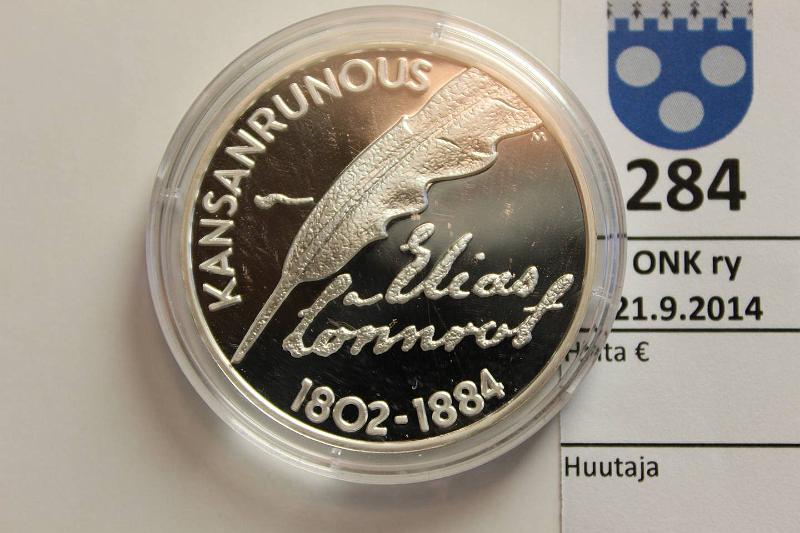 KANSANRUNOUS
Elias
Lönnrot
1802-1884
284
ONK ry
21.9.2014
Hinta €
Huutaja